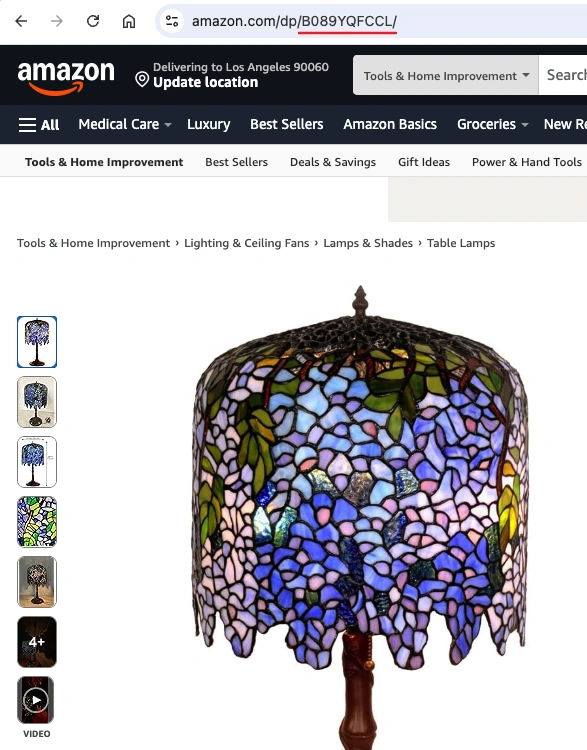 amazon.com/dp/B089YQFCCL/
amazon
Delivering to Los Angeles 90060
Update location
Tools & Home Improvement
Search
All
Medical Care
Luxury
Best Sellers
Amazon Basics
Groceries
New Re
Tools & Home Improvement
Best Sellers
Deals & Savings
Gift Ideas
Power & Hand Tools
Tools & Home Improvement › Lighting & Ceiling Fans › Lamps & Shades › Table Lamps
4+
VIDEO